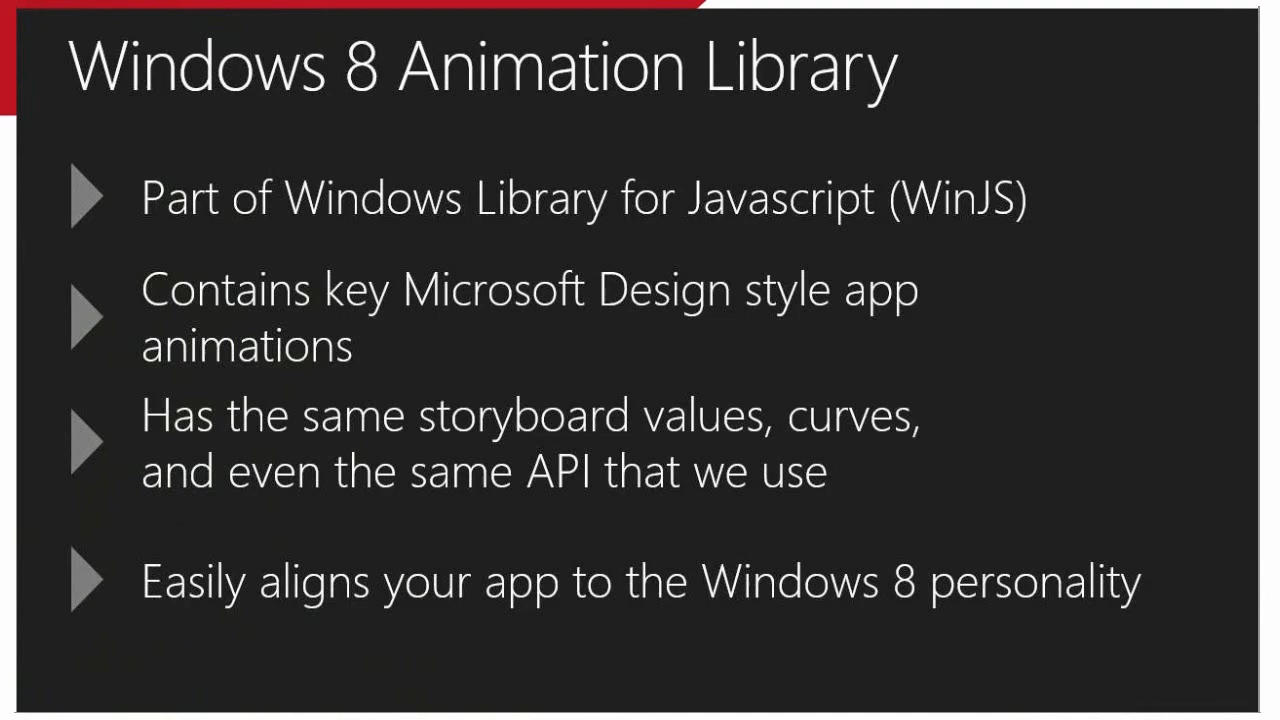 Windows 8 Animation Library
Part of Windows Library for Javascript (WinJS)
Contains key Microsoft Design style app
animations
Has the same storyboard values, curves,
and even the same API that we use
Easily aligns your app to the Windows 8 personality